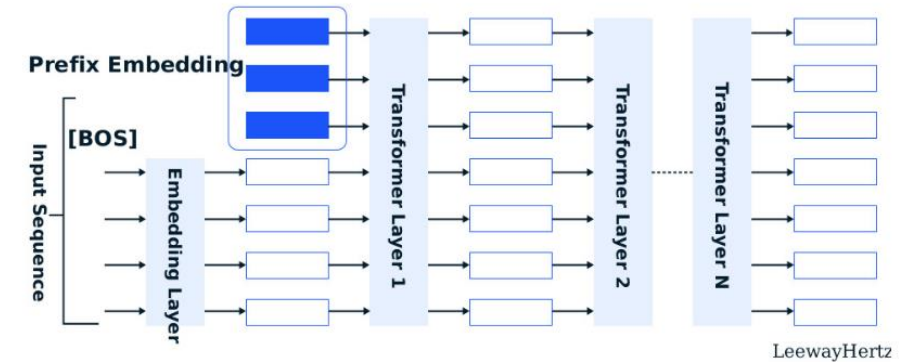 Prefix Embedding
[BOS]
Input Sequence
Embedding Layer
Transformer Layer 1
Transformer Layer 2
Transformer Layer N
LeewayHertz